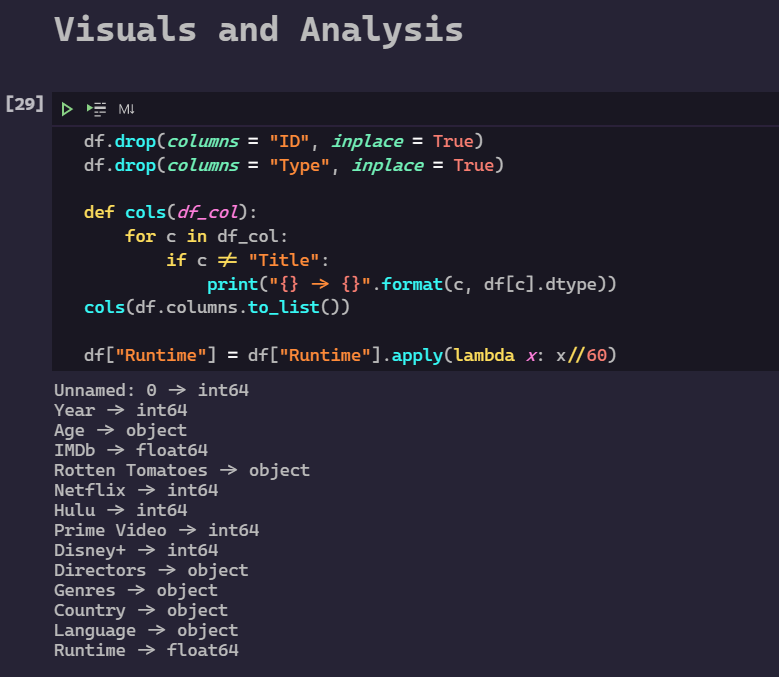 Visuals and Analysis
[29]
M↓
df.drop(columns = "ID", inplace = True)
df.drop(columns = "Type", inplace = True)
def cols(df_col):
    for c in df_col:
        if c != "Title":
            print("{} -> {}".format(c, df[c].dtype))
cols(df.columns.to_list())
df["Runtime"] = df["Runtime"].apply(lambda x: x//60)
Unnamed: 0 -> int64
Year -> int64
Age -> object
IMDb -> float64
Rotten Tomatoes -> object
Netflix -> int64
Hulu -> int64
Prime Video -> int64
Disney+ -> int64
Directors -> object
Genres -> object
Country -> object
Language -> object
Runtime -> float64